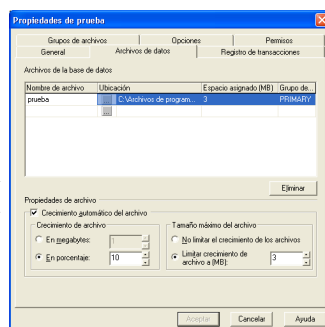 Propiedades de prueba
Grupos de archivos Opciones Permisos
General Archivos de datos Registro de transacciones
Archivos de la base de datos
Nombre de archivo Ubicación Espacio asignado (MB) Grupo de...
prueba ... C:\Archivos de program... 3 PRIMARY
...
Eliminar
Propiedades de archivo
Crecimiento automático del archivo
Crecimiento de archivo Tamaño máximo del archivo
En megabytes: 1 No limitar el crecimiento de los archivos
En porcentaje: 10 Limitar crecimiento de archivo a (MB): 3
Aceptar Cancelar Ayuda